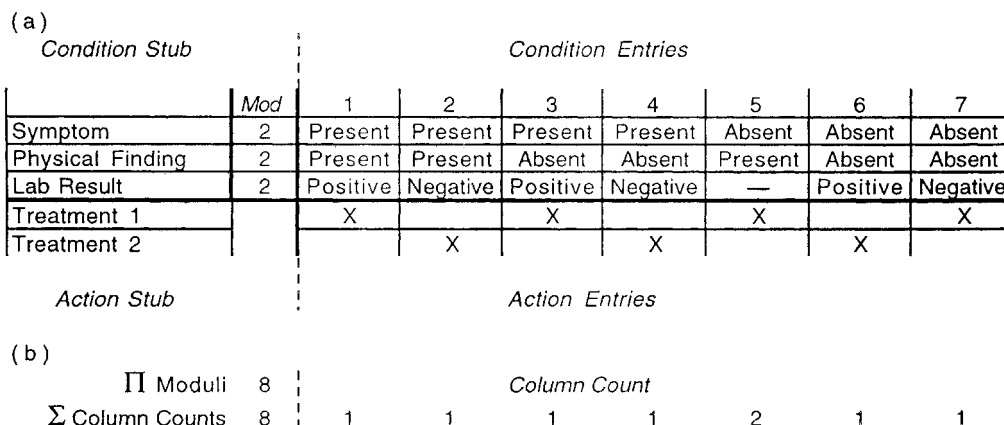 (a)
Condition Stub Condition Entries
Mod 1 2 3 4 5 6 7
Symptom 2 Present Present Present Present Absent Absent Absent
Physical Finding 2 Present Present Absent Absent Present Absent Absent
Lab Result 2 Positive Negative Positive Negative — Positive Negative
Treatment 1 X X X X
Treatment 2 X X X
Action Stub Action Entries
(b)
Π Moduli 8 Column Count
Σ Column Counts 8 1 1 1 1 2 1 1